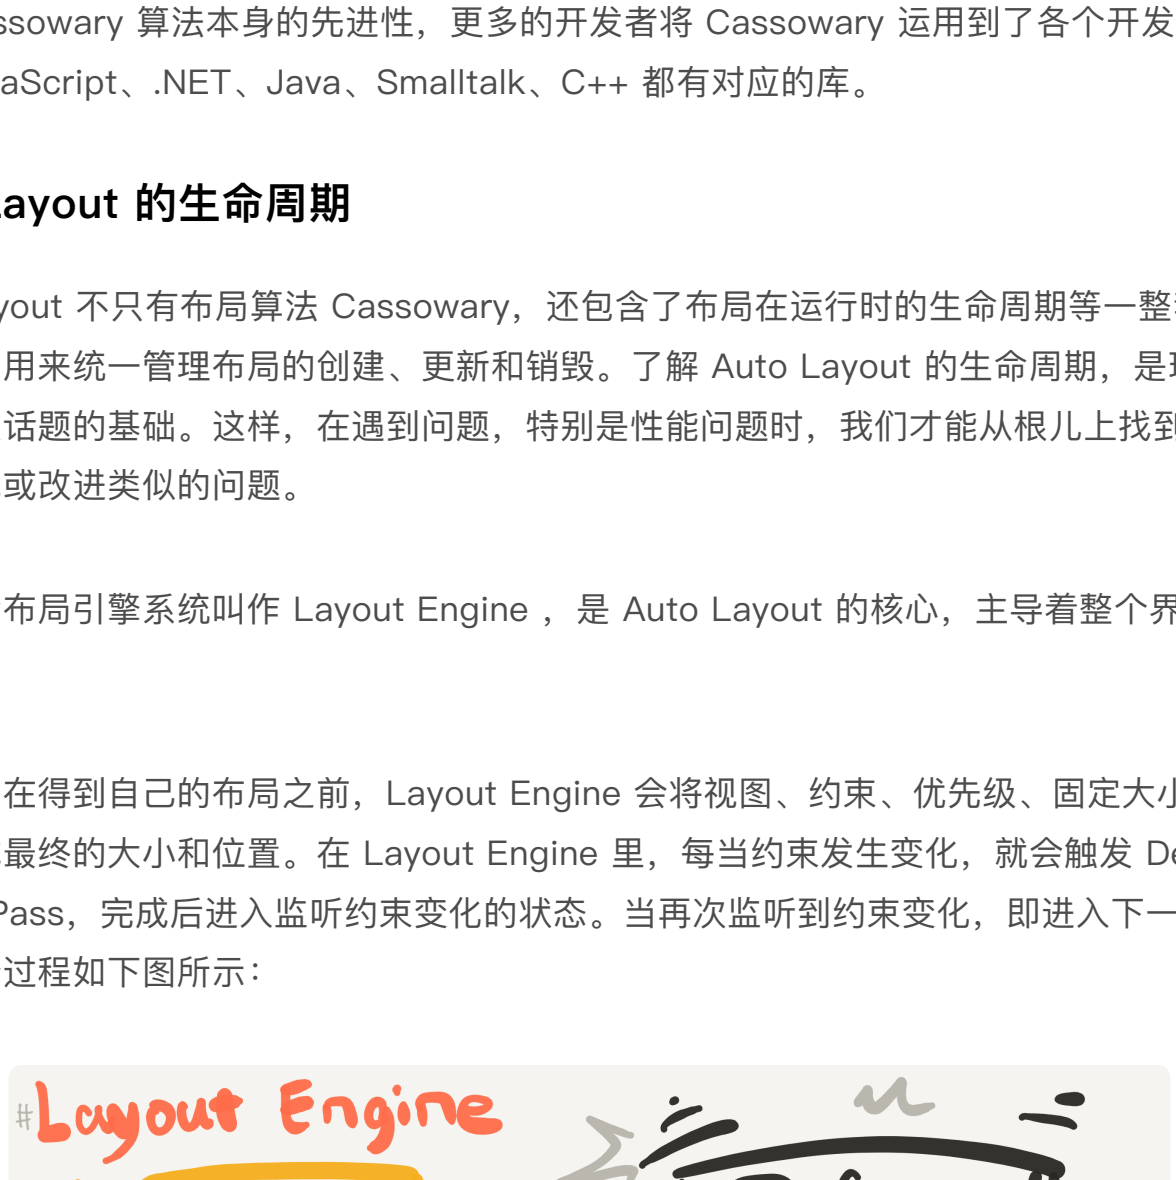 ssowary 算法本身的先进性，更多的开发者将 Cassowary 运用到了各个开发
aScript、.NET、Java、Smalltalk、C++ 都有对应的库。
Layout 的生命周期
yout 不只有布局算法 Cassowary，还包含了布局在运行时的生命周期等一整
用来统一管理布局的创建、更新和销毁。了解 Auto Layout 的生命周期，是
话题的基础。这样，在遇到问题，特别是性能问题时，我们才能从根儿上找到
或改进类似的问题。
布局引擎系统叫作 Layout Engine ，是 Auto Layout 的核心，主导着整个界
在得到自己的布局之前，Layout Engine 会将视图、约束、优先级、固定大小
最终的大小和位置。在 Layout Engine 里，每当约束发生变化，就会触发 De
Pass，完成后进入监听约束变化的状态。当再次监听到约束变化，即进入下一
过程如下图所示：
#Layout Engine